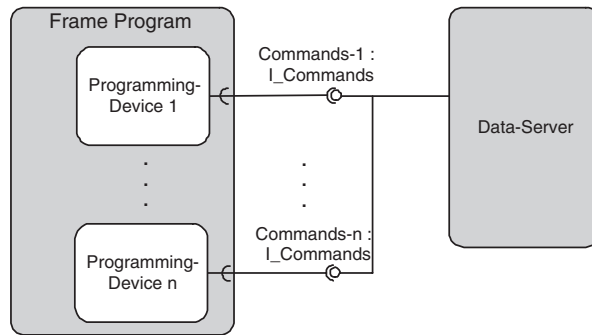 Frame Program
Programming-
Device 1
Commands-1 :
I_Commands
Data-Server
Programming-
Device n
Commands-n :
I_Commands